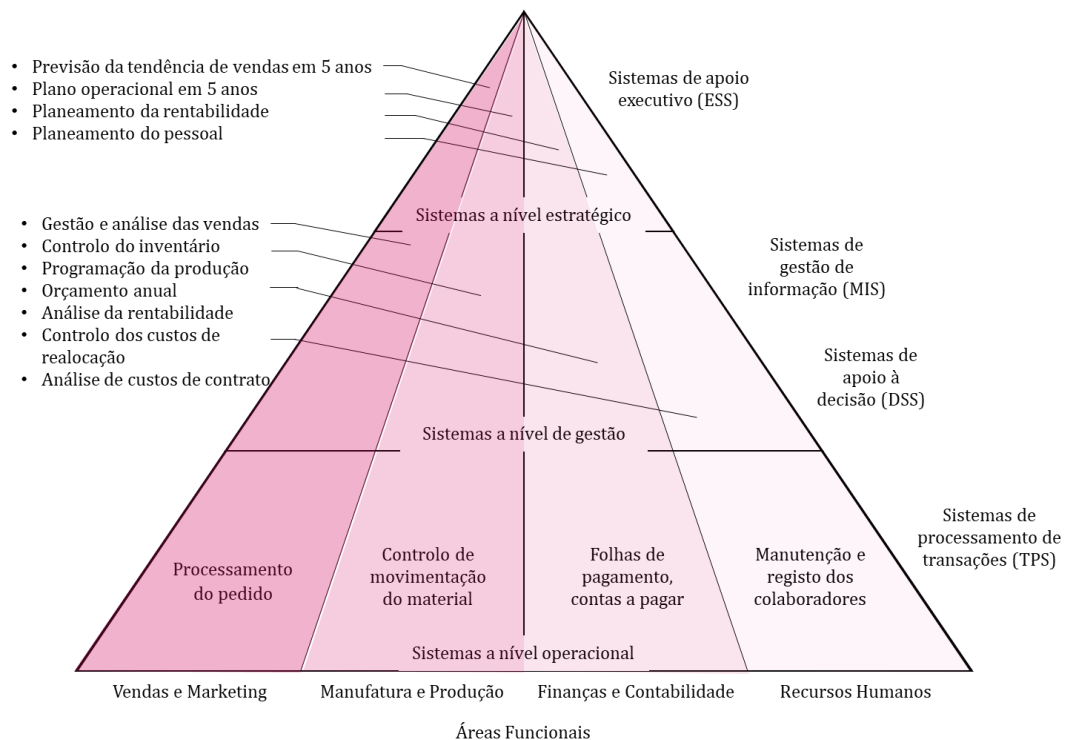 • Previsão da tendência de vendas em 5 anos
• Plano operacional em 5 anos
• Planeamento da rentabilidade
• Planeamento do pessoal
Sistemas de apoio
executivo (ESS)
Sistemas a nível estratégico
• Gestão e análise das vendas
• Controlo do inventário
• Programação da produção
• Orçamento anual
• Análise da rentabilidade
• Controlo dos custos de
realocação
• Análise de custos de contrato
Sistemas de
gestão de
informação (MIS)
Sistemas de
apoio à
decisão (DSS)
Sistemas a nível de gestão
Processamento
do pedido
Controlo de
movimentação
do material
Folhas de
pagamento,
contas a pagar
Manutenção e
registo dos
colaboradores
Sistemas de
processamento de
transações (TPS)
Sistemas a nível operacional
Vendas e Marketing
Manufatura e Produção
Finanças e Contabilidade
Recursos Humanos
Áreas Funcionais